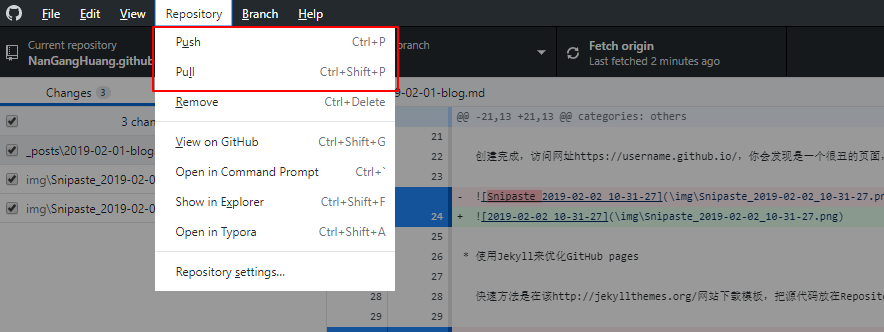 File Edit View Repository Branch Help
Current repository
NanGangHuang.github
branch
Fetch origin
Last fetched 2 minutes ago
Push Ctrl+P
Pull Ctrl+Shift+P
Remove Ctrl+Delete
View on GitHub Ctrl+Shift+G
Open in Command Prompt Ctrl+`
Show in Explorer Ctrl+Shift+F
Open in Typora Ctrl+Shift+A
Repository settings...
Changes 3
3 chan
_posts\2019-02-01-blog.
img\Snipaste_2019-02-0
img\Snipaste_2019-02-0
9-02-01-blog.md
@@ -21,13 +21,13 @@ categories: others
21
22 创建完成，访问网址https://username.github.io/，你会发现是一个很丑的页面，
23
- ![Snipaste_2019-02-02_10-31-27](\img\Snipaste_2019-02-02_10-31-27.pn
24 + ![2019-02-02_10-31-27](\img\Snipaste_2019-02-02_10-31-27.png)
25
26 * 使用Jekyll来优化GitHub pages
27
28 28 快速方法是在该http://jekyllthemes.org/网站下载模板，把源代码放在Reposito
29 29